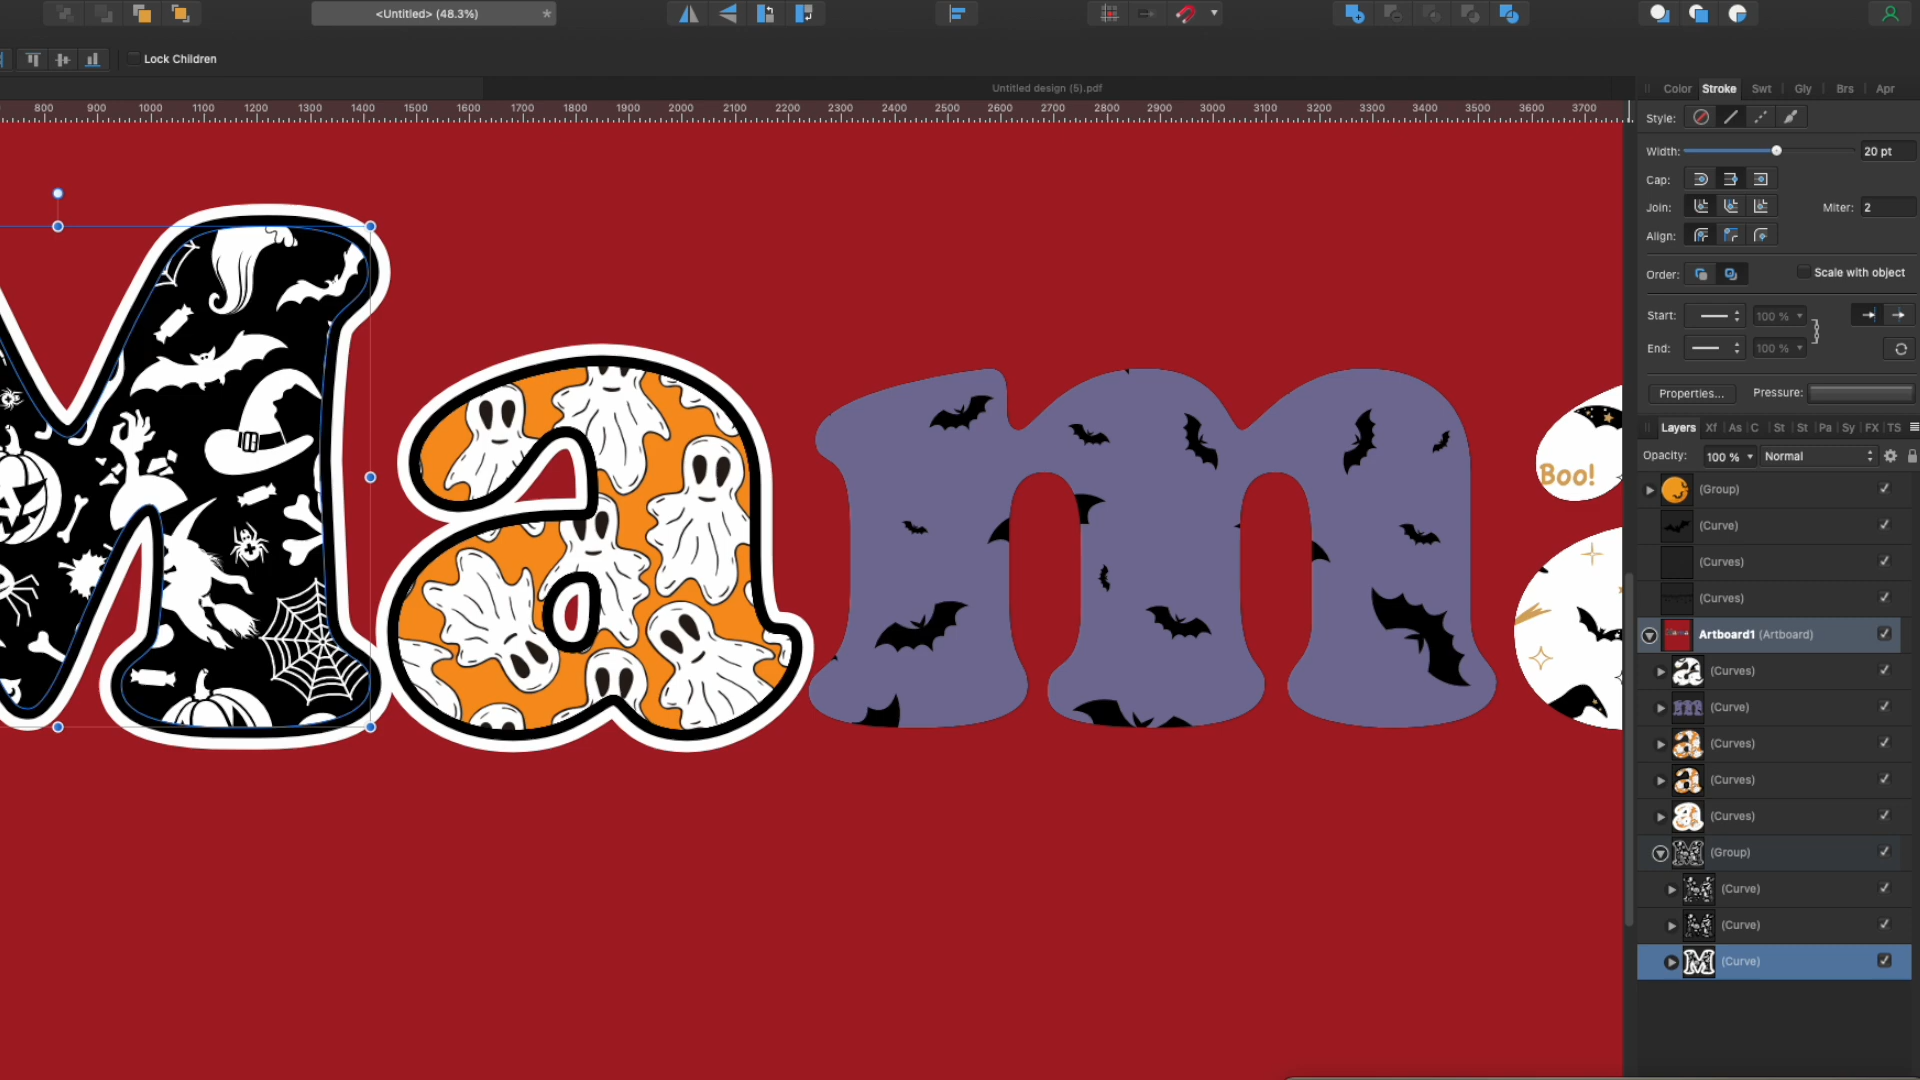 <Untitled> (48.3%)
*
Lock Children
Untitled design (5).pdf
800 900 1000 1100 1200 1300 1400 1500 1600 1700 1800 1900 2000 2100 2200 2300 2400 2500 2600 2700 2800 2900 3000 3100 3200 3300 3400 3500 3600 3700
Color Stroke Swt Gly Brs Apr
Style:
Width: 20 pt
Cap:
Join: Miter: 2
Align:
Order: Scale with object
Start: 100 %
End: 100 %
Properties... Pressure:
Layers Xf As C St St Pa Sy FX TS
Opacity: 100 % Normal
(Group)
(Curve)
(Curves)
(Curves)
Artboard1 (Artboard)
(Curves)
(Curve)
(Curves)
(Curves)
(Curves)
(Group)
(Curve)
(Curve)
(Curve)
Mam
Boo!